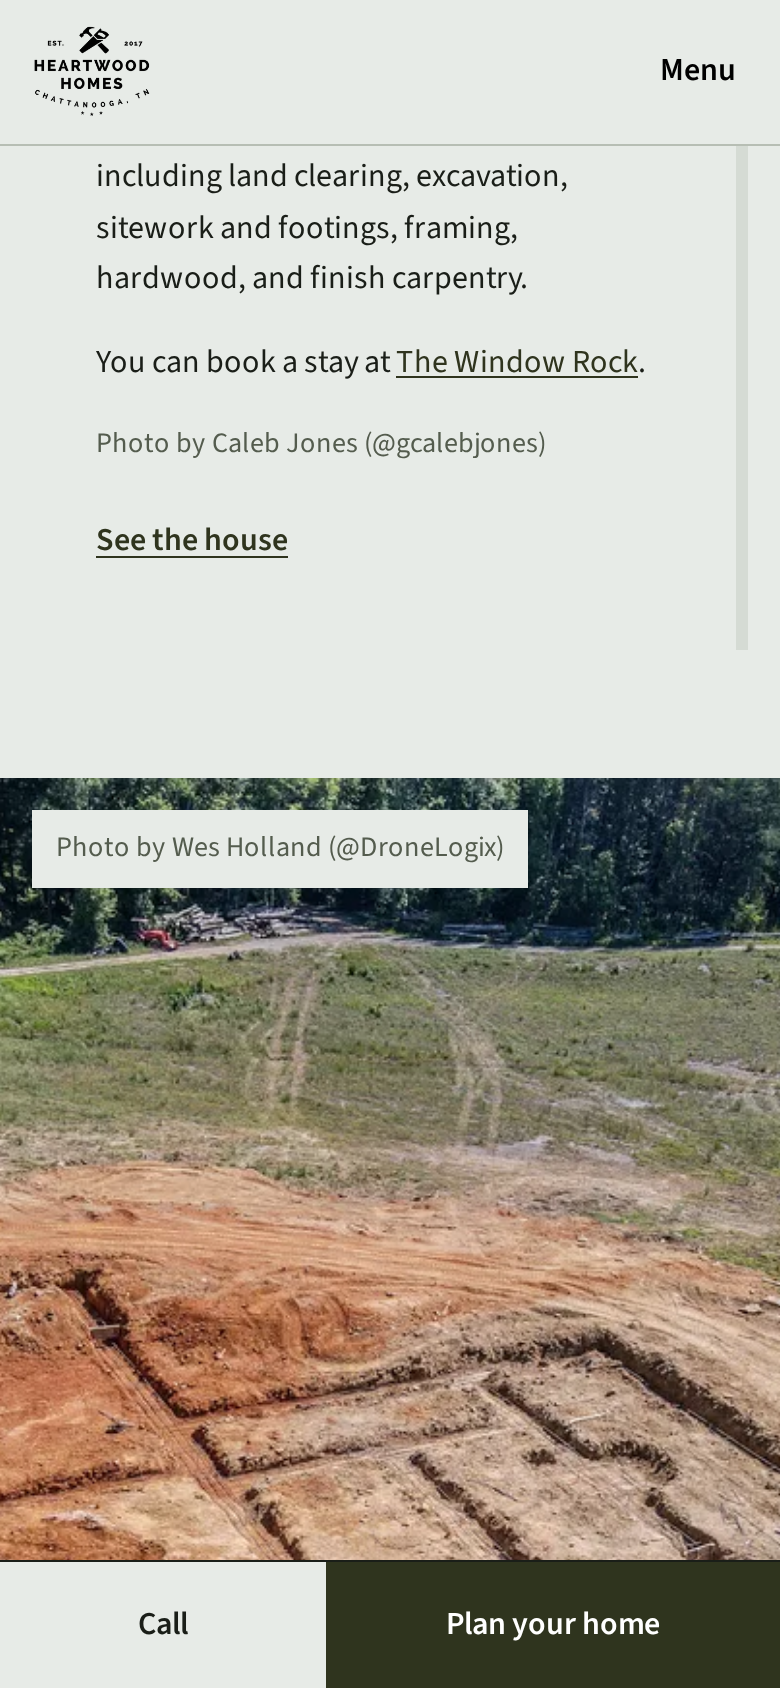 EST. 2017
HEARTWOOD
HOMES
CHATTANOOGA, TN
Menu
including land clearing, excavation,
sitework and footings, framing,
hardwood, and finish carpentry.
You can book a stay at The Window Rock.
Photo by Caleb Jones (@gcalebjones)
See the house
Photo by Wes Holland (@DroneLogix)
Call
Plan your home